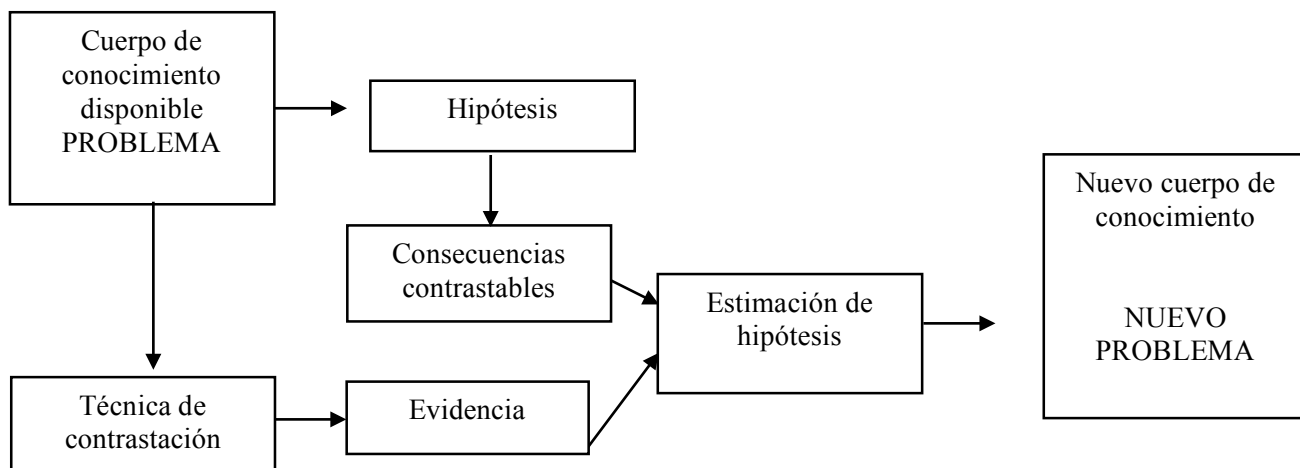 Cuerpo de
conocimiento
disponible
PROBLEMA
Hipótesis
Consecuencias
contrastables
Técnica de
contrastación
Evidencia
Estimación de
hipótesis
Nuevo cuerpo de
conocimiento
NUEVO
PROBLEMA